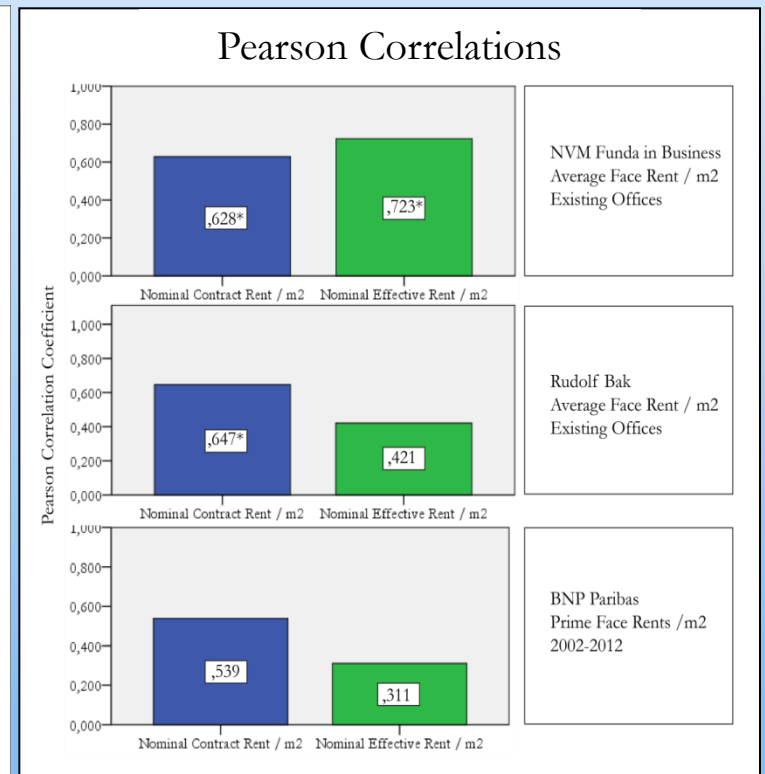 Pearson Correlations
Pearson Correlation Coefficient
1,000
0,800
0,600
0,400
0,200
0,000
,628*
,723*
Nominal Contract Rent / m2 Nominal Effective Rent / m2
NVM Funda in Business
Average Face Rent / m2
Existing Offices
1,000
0,800
0,600
0,400
0,200
0,000
,647*
,421
Nominal Contract Rent / m2 Nominal Effective Rent / m2
Rudolf Bak
Average Face Rent / m2
Existing Offices
1,000
0,800
0,600
0,400
0,200
0,000
,539
,311
Nominal Contract Rent / m2 Nominal Effective Rent / m2
BNP Paribas
Prime Face Rents /m2
2002-2012